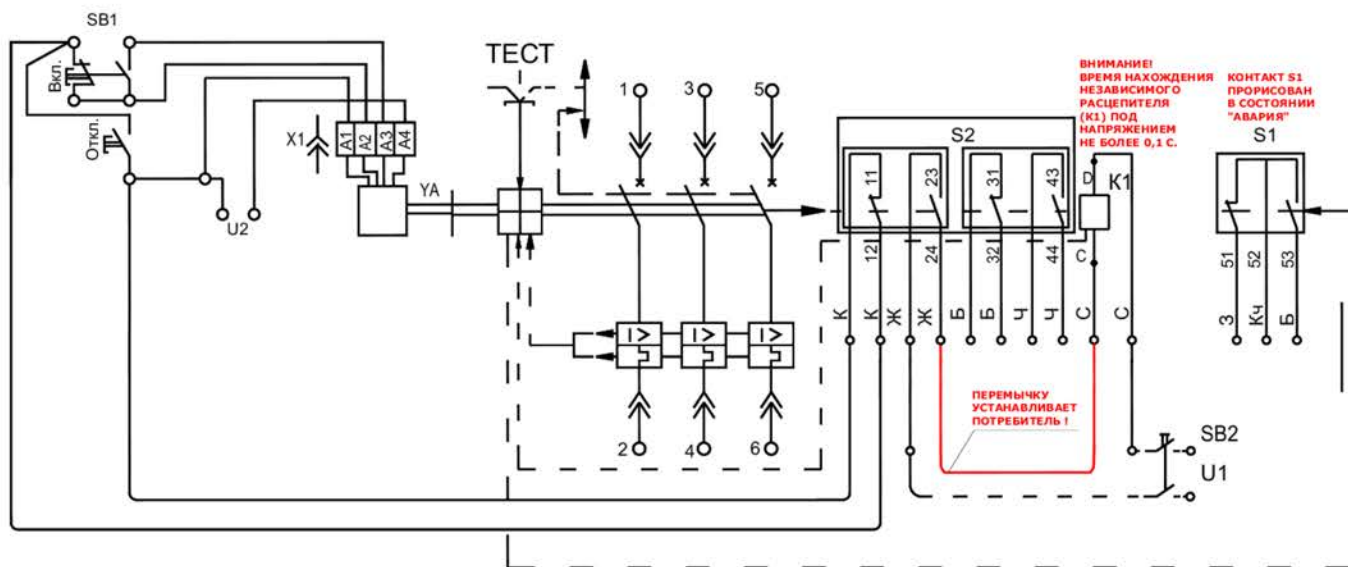 SB1
Вкл.
Откл.
U2
X1
A1
A2
A3
A4
YA
ТЕСТ
1
3
5
I>
I>
I>
2
4
6
S2
11
23
31
43
12
24
32
44
К
К
Ж
Ж
Б
Б
Ч
Ч
С
С
D
К1
C
ВНИМАНИЕ!
ВРЕМЯ НАХОЖДЕНИЯ
НЕЗАВИСИМОГО
РАСЦЕПИТЕЛЯ
(К1) ПОД
НАПРЯЖЕНИЕМ
НЕ БОЛЕЕ 0,1 С.
КОНТАКТ S1
ПРОРИСОВАН
В СОСТОЯНИИ
"АВАРИЯ"
S1
51
52
53
З
Кч
Б
ПЕРЕМЫЧКУ
УСТАНАВЛИВАЕТ
ПОТРЕБИТЕЛЬ !
SB2
U1